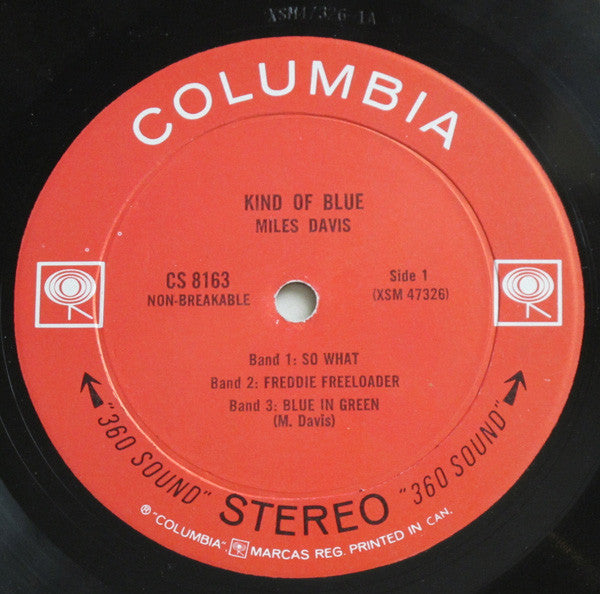 XSM47326-1A
COLUMBIA
KIND OF BLUE
MILES DAVIS
CS 8163
NON-BREAKABLE
Side 1
(XSM 47326)
Band 1: SO WHAT
Band 2: FREDDIE FREELOADER
Band 3: BLUE IN GREEN
(M. Davis)
"360 SOUND" STEREO "360 SOUND"
® "COLUMBIA", MARCAS REG. PRINTED IN CAN.